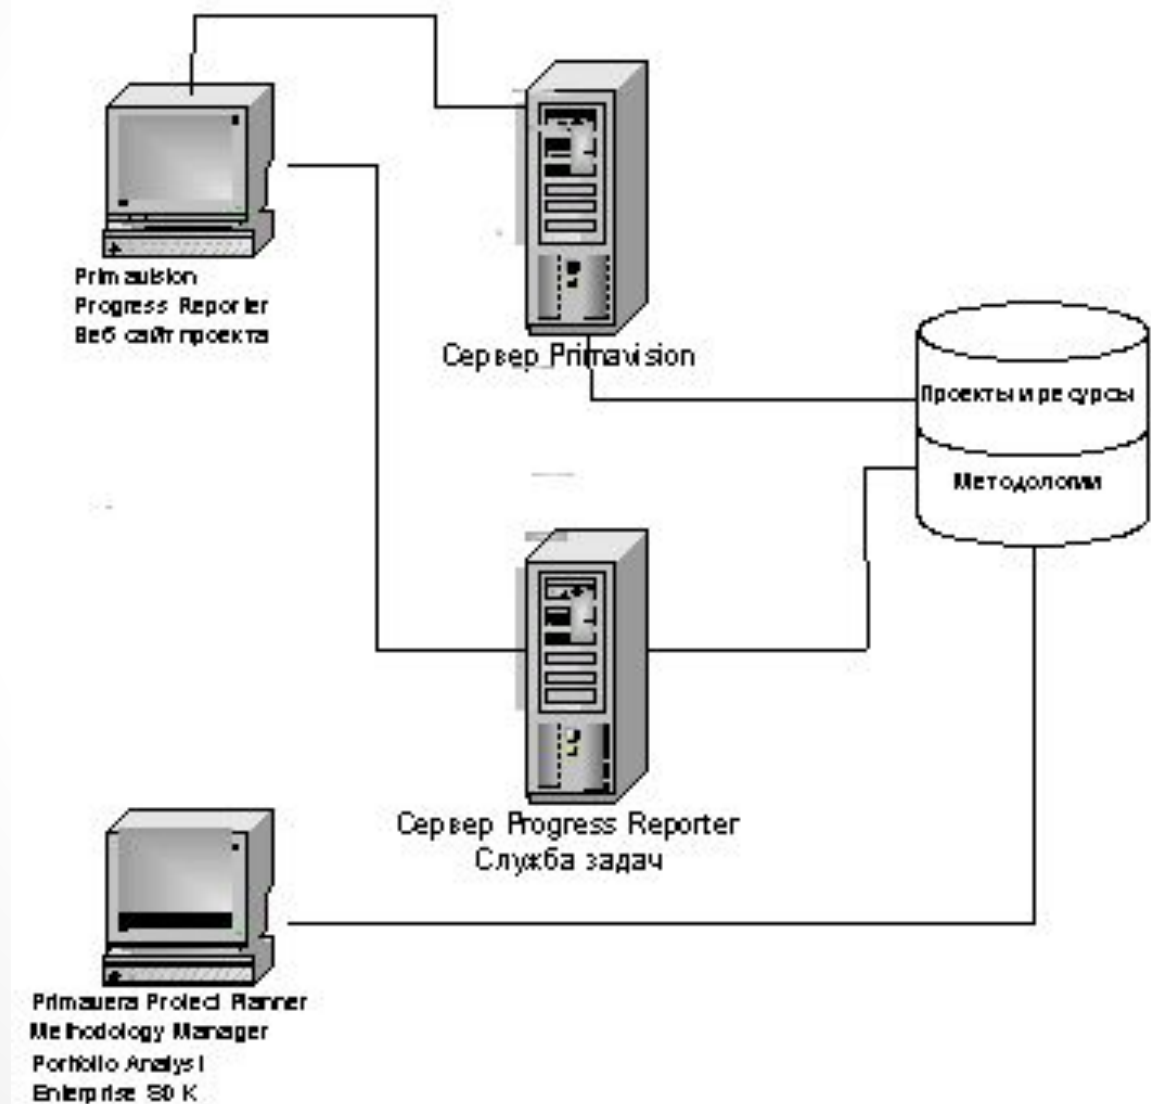 Primavision
Progress Reporter
Веб сайт проекта
Сервер Primavision
Проекты и ресурсы
Методологии
Сервер Progress Reporter
Служба задач
Primavera Project Planner
Methodology Manager
Portfolio Analyst
Enterprise SDK